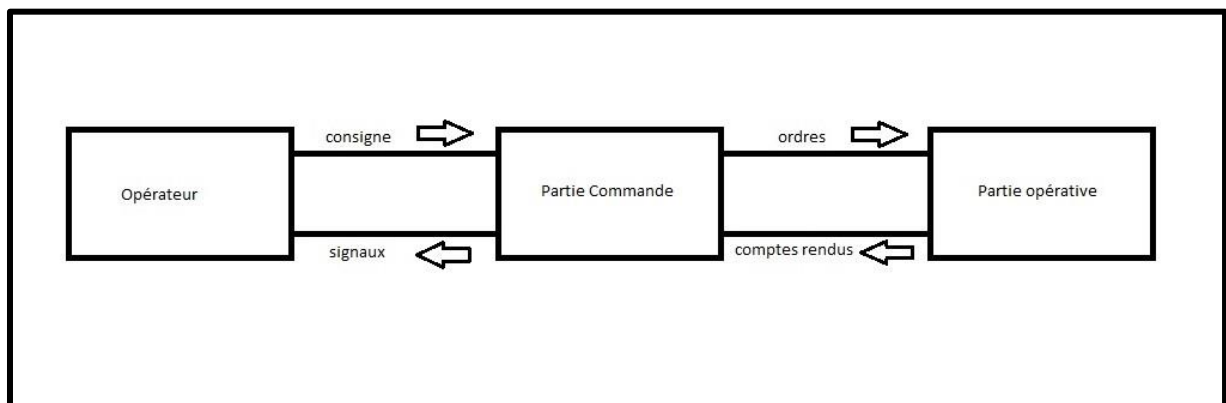 consigne
ordres
Opérateur
Partie Commande
Partie opérative
signaux
comptes rendus